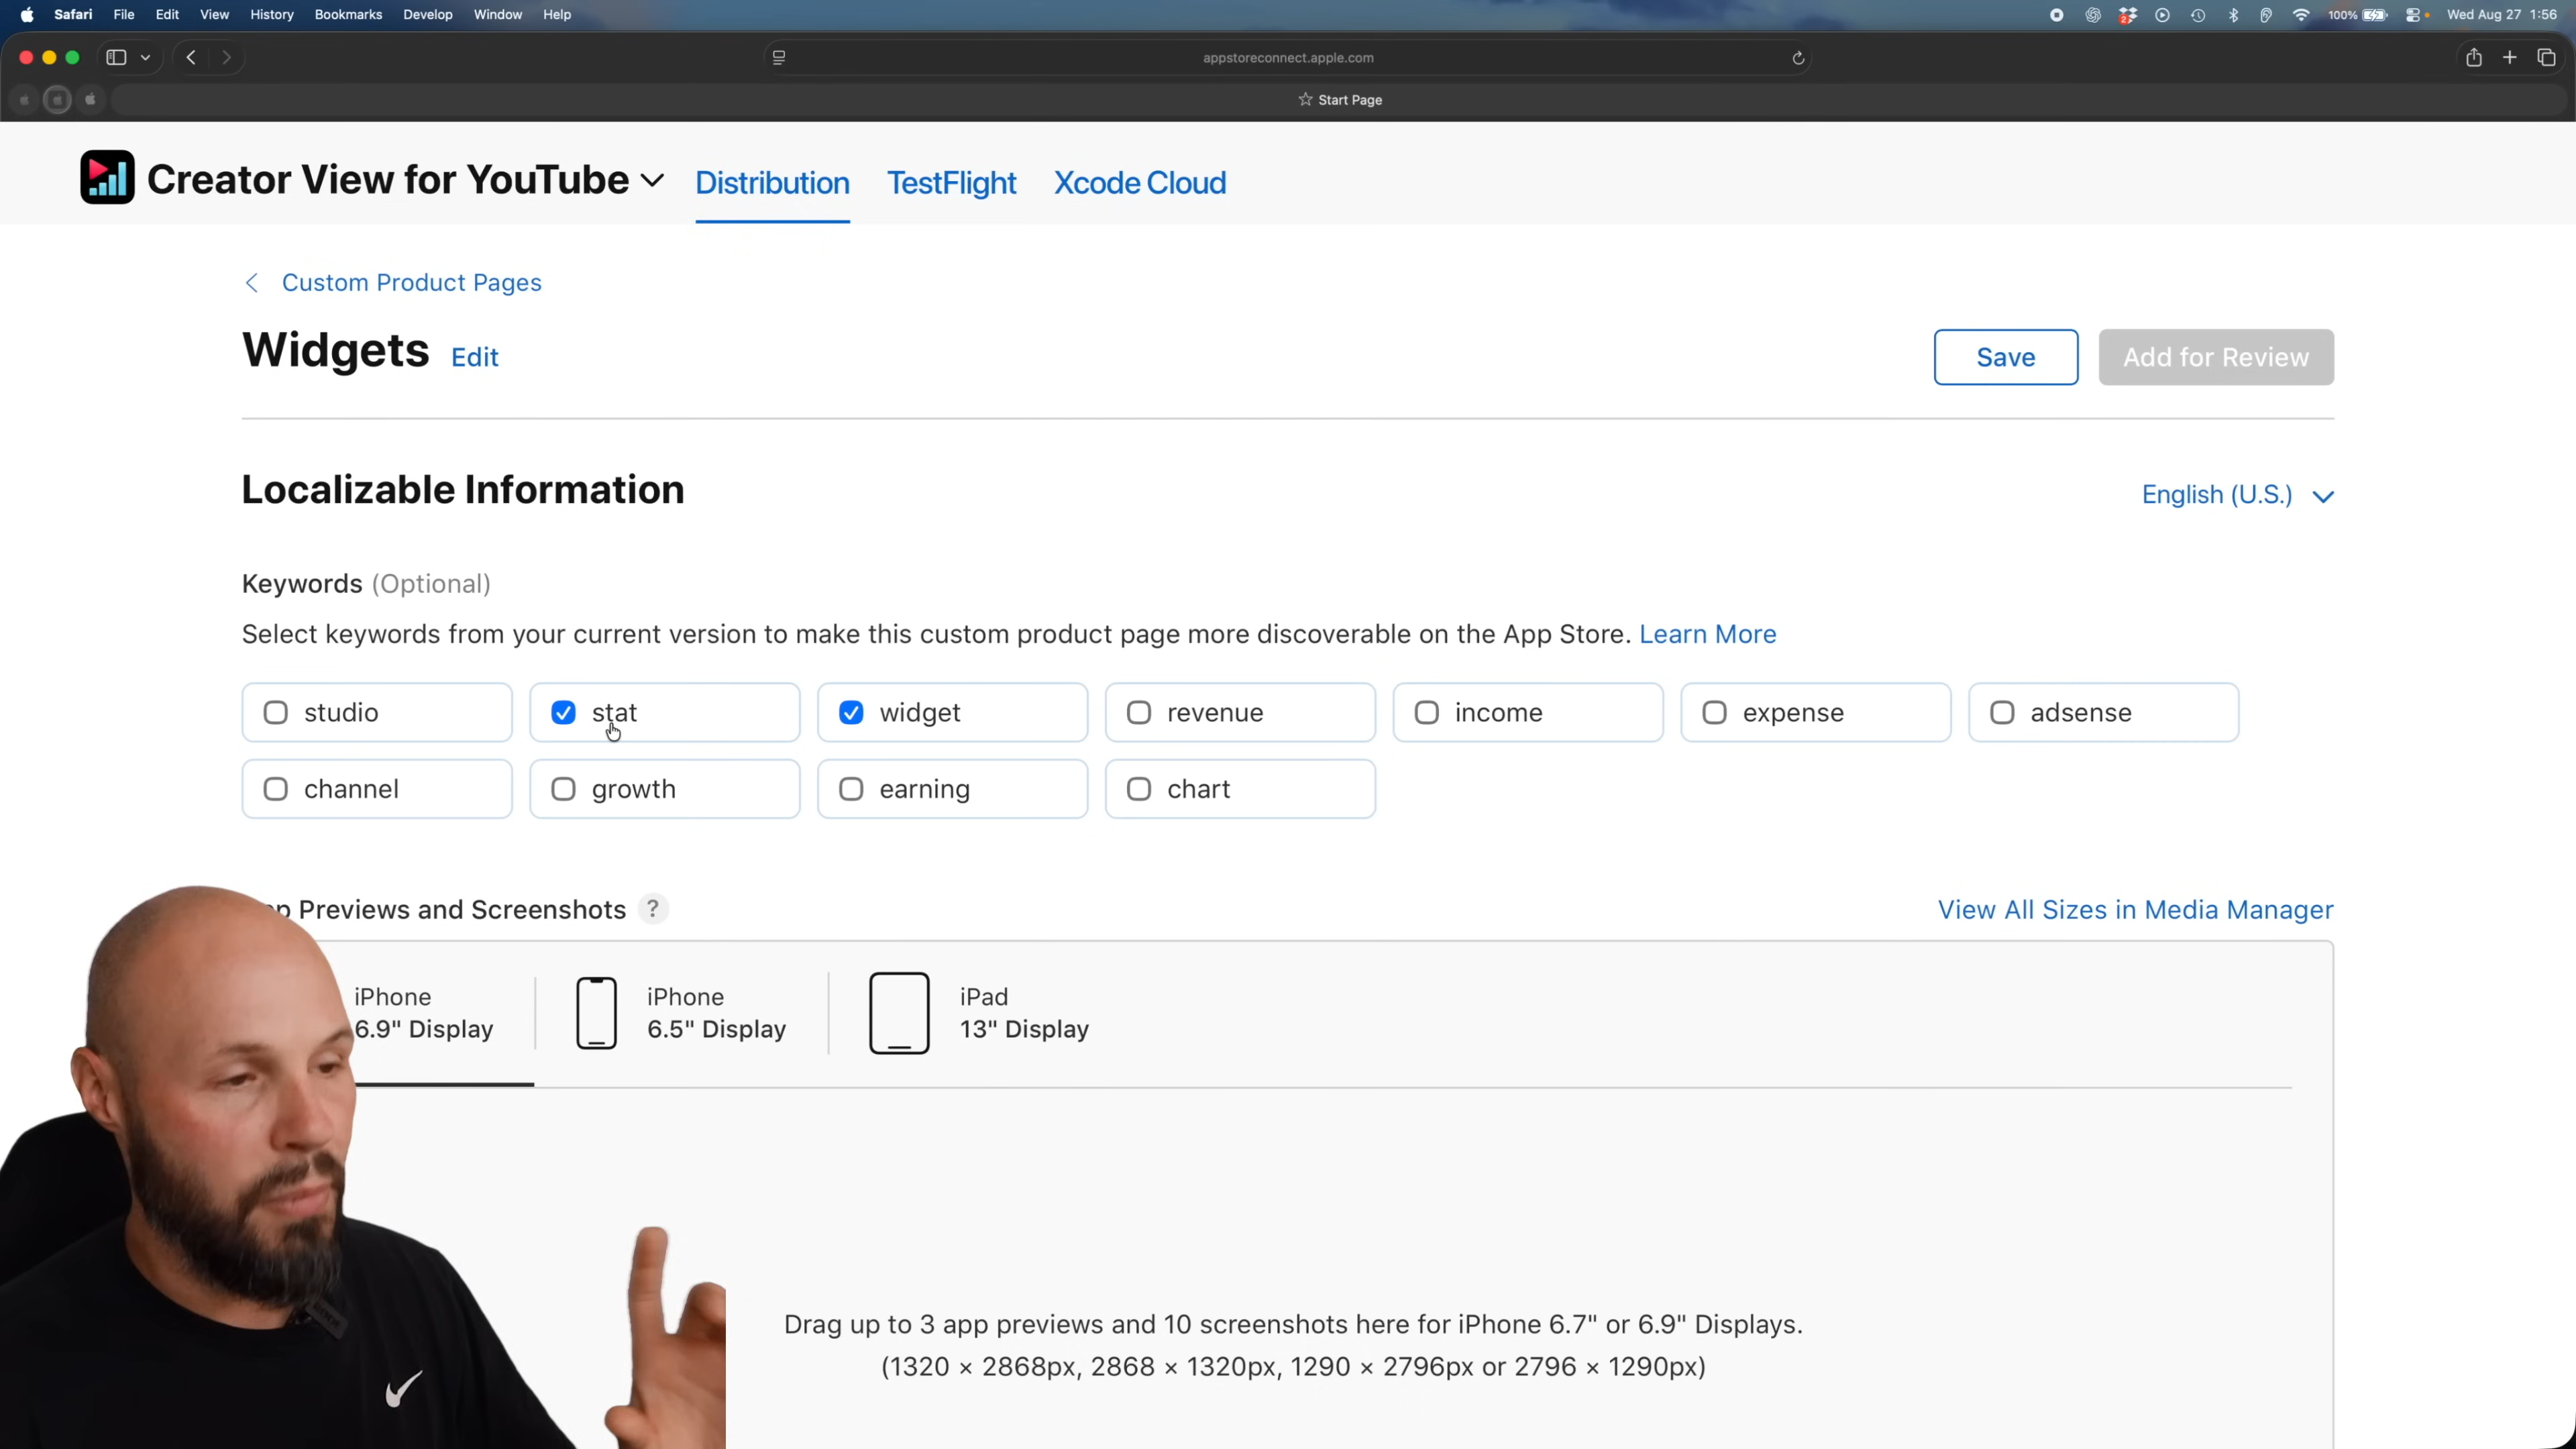 Safari File Edit View History Bookmarks Develop Window Help 2 100% Wed Aug 27 1:56
appstoreconnect.apple.com
Start Page
Creator View for YouTube Distribution TestFlight Xcode Cloud
Custom Product Pages
Widgets Edit Save Add for Review
Localizable Information English (U.S.)
Keywords (Optional)
Select keywords from your current version to make this custom product page more discoverable on the App Store. Learn More
studio stat widget revenue income expense adsense
channel growth earning chart
Previews and Screenshots ? View All Sizes in Media Manager
iPhone iPhone iPad
6.9" Display 6.5" Display 13" Display
Drag up to 3 app previews and 10 screenshots here for iPhone 6.7" or 6.9" Displays.
(1320 × 2868px, 2868 × 1320px, 1290 × 2796px or 2796 × 1290px)